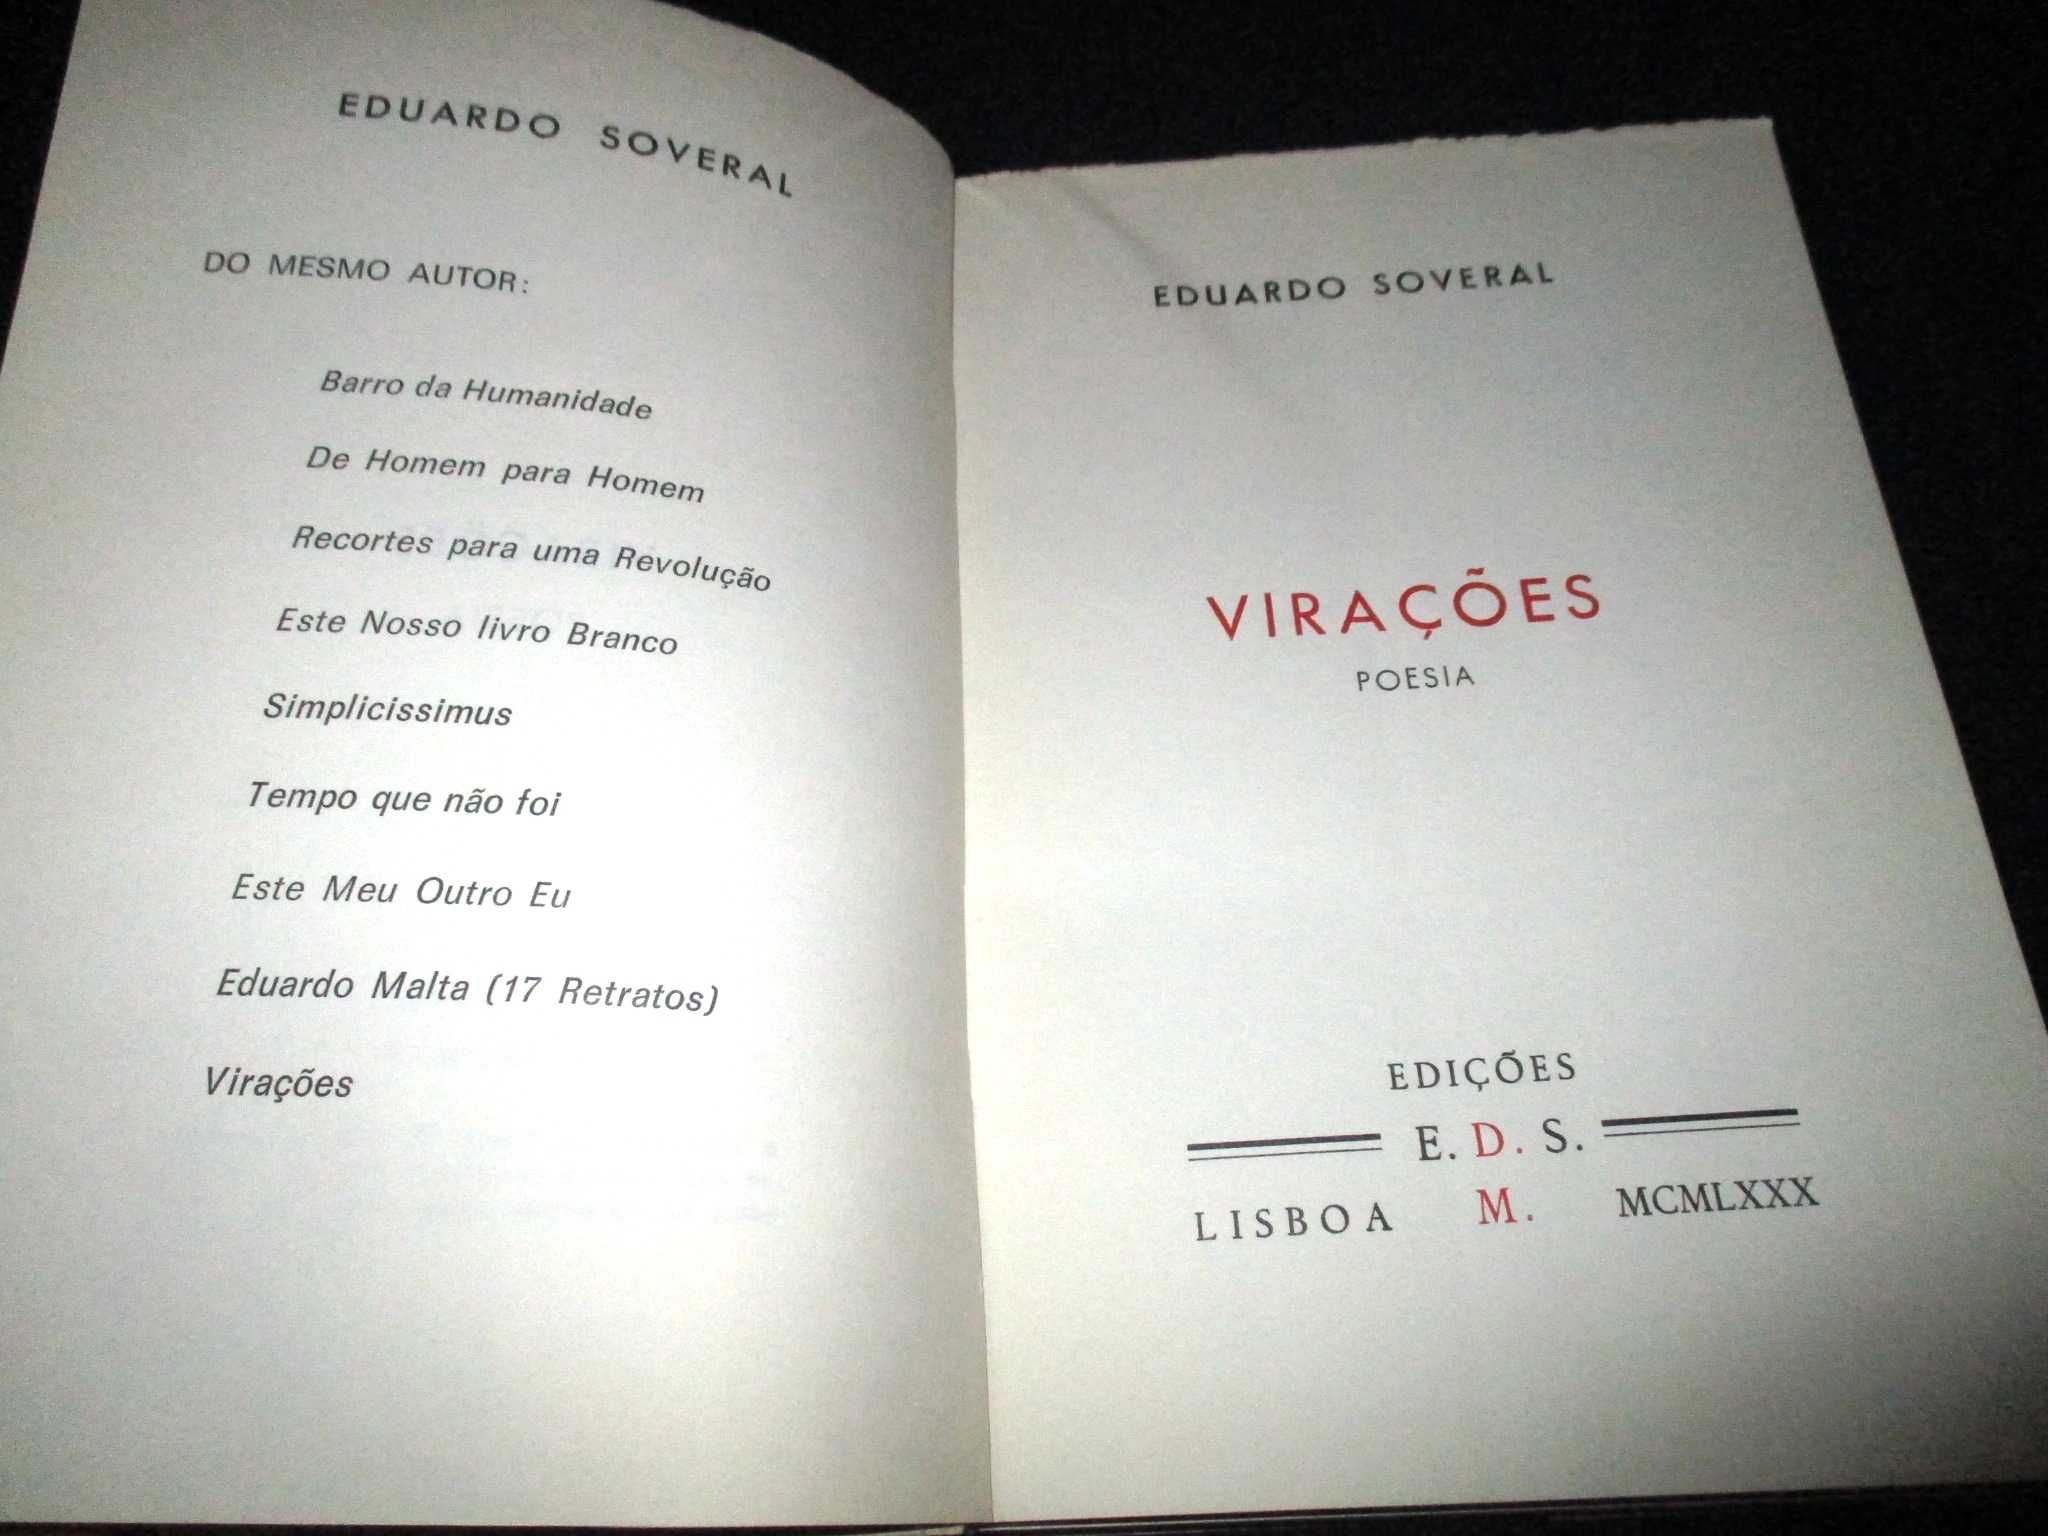 EDUARDO SOVERAL
DO MESMO AUTOR:
Barro da Humanidade
De Homem para Homem
Recortes para uma Revolução
Este Nosso livro Branco
Simplicissimus
Tempo que não foi
Este Meu Outro Eu
Eduardo Malta (17 Retratos)
Virações
EDUARDO SOVERAL
VIRAÇÕES
POESIA
EDIÇÕES
E. D. S.
LISBOA M. MCMLXXX